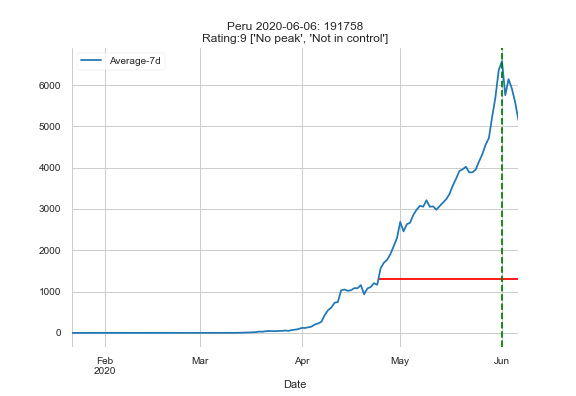 Peru 2020-06-06: 191758
Rating:9 ['No peak', 'Not in control']
Average-7d
6000
5000
4000
3000
2000
1000
0
Feb Mar Apr May Jun
2020
Date